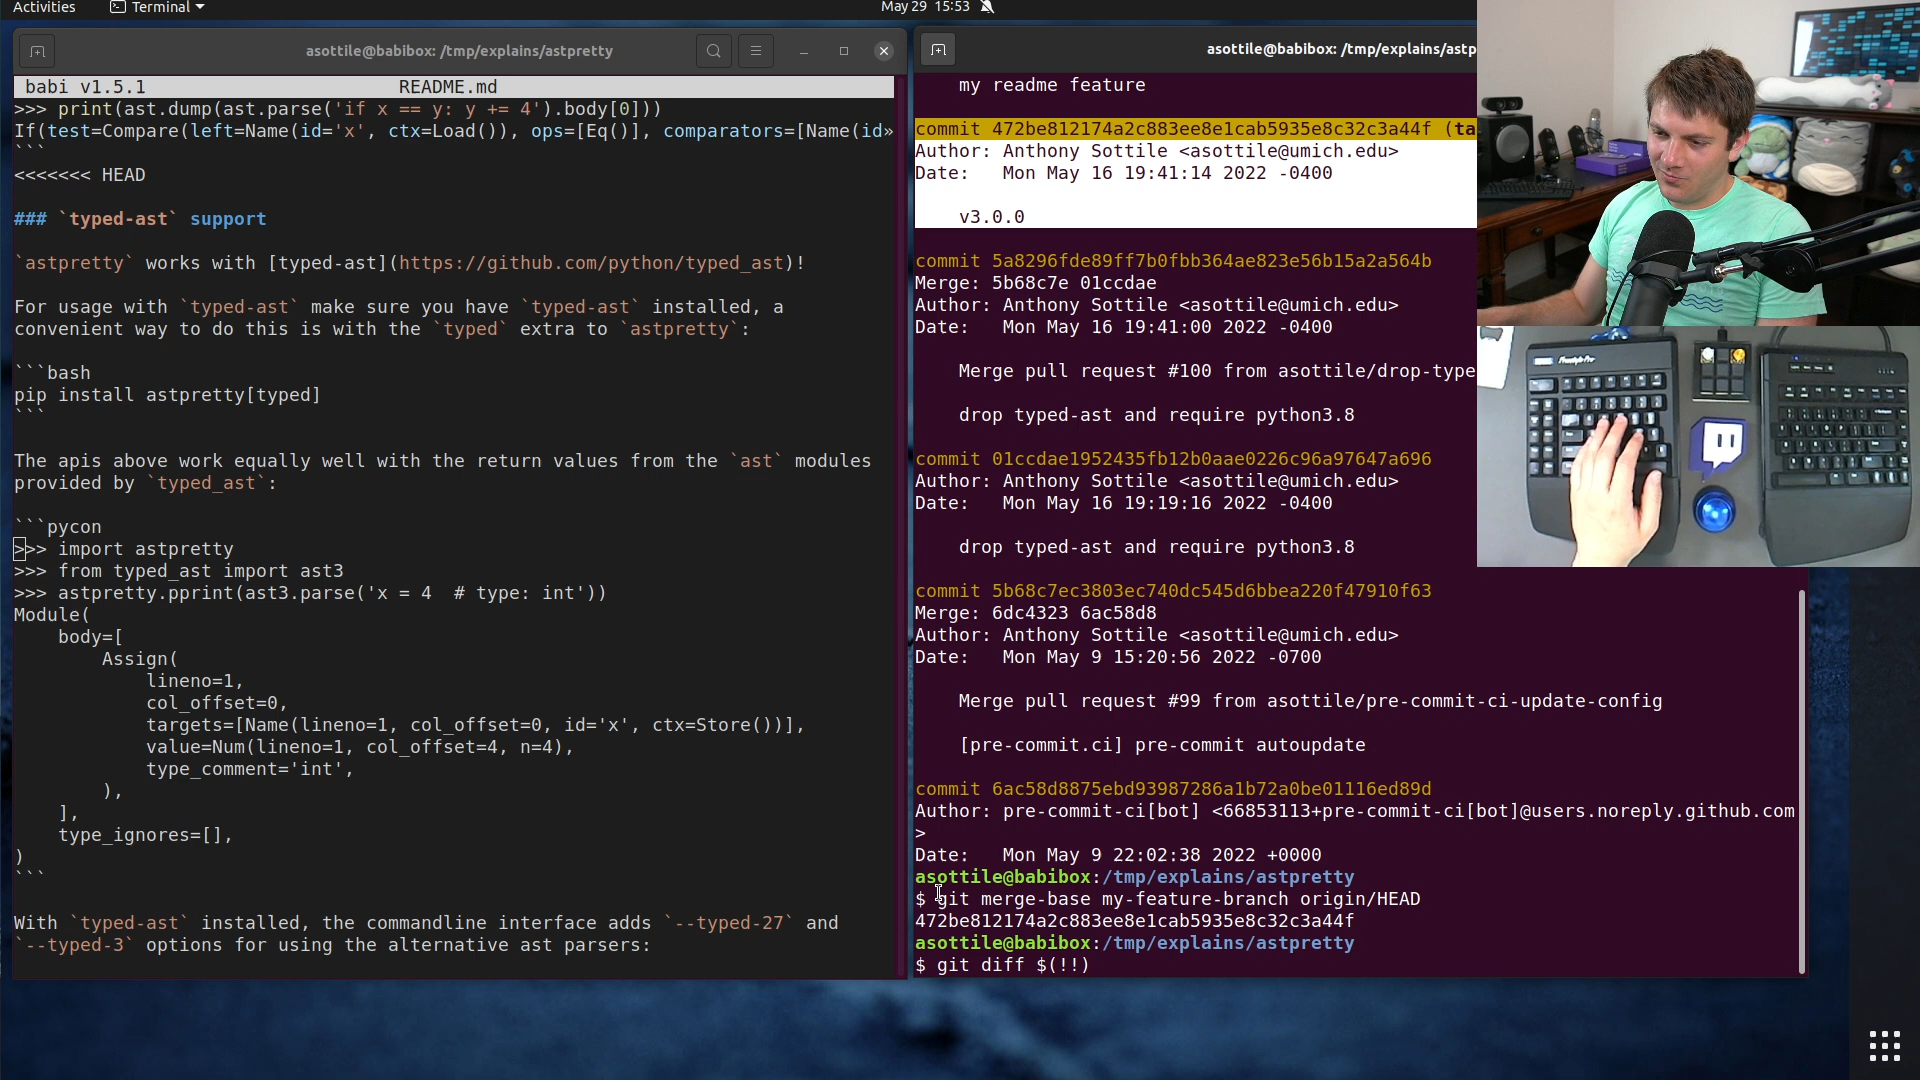 Activities
Terminal
May 29 15:53
asottile@babibox: /tmp/explains/astpretty
babi v1.5.1 README.md
>>> print(ast.dump(ast.parse('if x == y: y += 4').body[0]))
If(test=Compare(left=Name(id='x', ctx=Load()), ops=[Eq()], comparators=[Name(id»
```
<<<<<<< HEAD
### `typed-ast` support
`astpretty` works with [typed-ast](https://github.com/python/typed_ast)!
For usage with `typed-ast` make sure you have `typed-ast` installed, a
convenient way to do this is with the `typed` extra to `astpretty`:
```bash
pip install astpretty[typed]
```
The apis above work equally well with the return values from the `ast` modules
provided by `typed_ast`:
```pycon
>>> import astpretty
>>> from typed_ast import ast3
>>> astpretty.pprint(ast3.parse('x = 4  # type: int'))
Module(
    body=[
        Assign(
            lineno=1,
            col_offset=0,
            targets=[Name(lineno=1, col_offset=0, id='x', ctx=Store())],
            value=Num(lineno=1, col_offset=4, n=4),
            type_comment='int',
        ),
    ],
    type_ignores=[],
)
```
With `typed-ast` installed, the commandline interface adds `--typed-27` and
`--typed-3` options for using the alternative ast parsers:
asottile@babibox: /tmp/explains/astp
    my readme feature
commit 472be812174a2c883ee8e1cab5935e8c32c3a44f (ta
Author: Anthony Sottile <asottile@umich.edu>
Date:   Mon May 16 19:41:14 2022 -0400
    v3.0.0
commit 5a8296fde89ff7b0fbb364ae823e56b15a2a564b
Merge: 5b68c7e 01ccdae
Author: Anthony Sottile <asottile@umich.edu>
Date:   Mon May 16 19:41:00 2022 -0400
    Merge pull request #100 from asottile/drop-type
    drop typed-ast and require python3.8
commit 01ccdae1952435fb12b0aae0226c96a97647a696
Author: Anthony Sottile <asottile@umich.edu>
Date:   Mon May 16 19:19:16 2022 -0400
    drop typed-ast and require python3.8
commit 5b68c7ec3803ec740dc545d6bbea220f47910f63
Merge: 6dc4323 6ac58d8
Author: Anthony Sottile <asottile@umich.edu>
Date:   Mon May 9 15:20:56 2022 -0700
    Merge pull request #99 from asottile/pre-commit-ci-update-config
    [pre-commit.ci] pre-commit autoupdate
commit 6ac58d8875ebd93987286a1b72a0be01116ed89d
Author: pre-commit-ci[bot] <66853113+pre-commit-ci[bot]@users.noreply.github.com
>
Date:   Mon May 9 22:02:38 2022 +0000
asottile@babibox:/tmp/explains/astpretty
$ git merge-base my-feature-branch origin/HEAD
472be812174a2c883ee8e1cab5935e8c32c3a44f
asottile@babibox:/tmp/explains/astpretty
$ git diff $(!!)